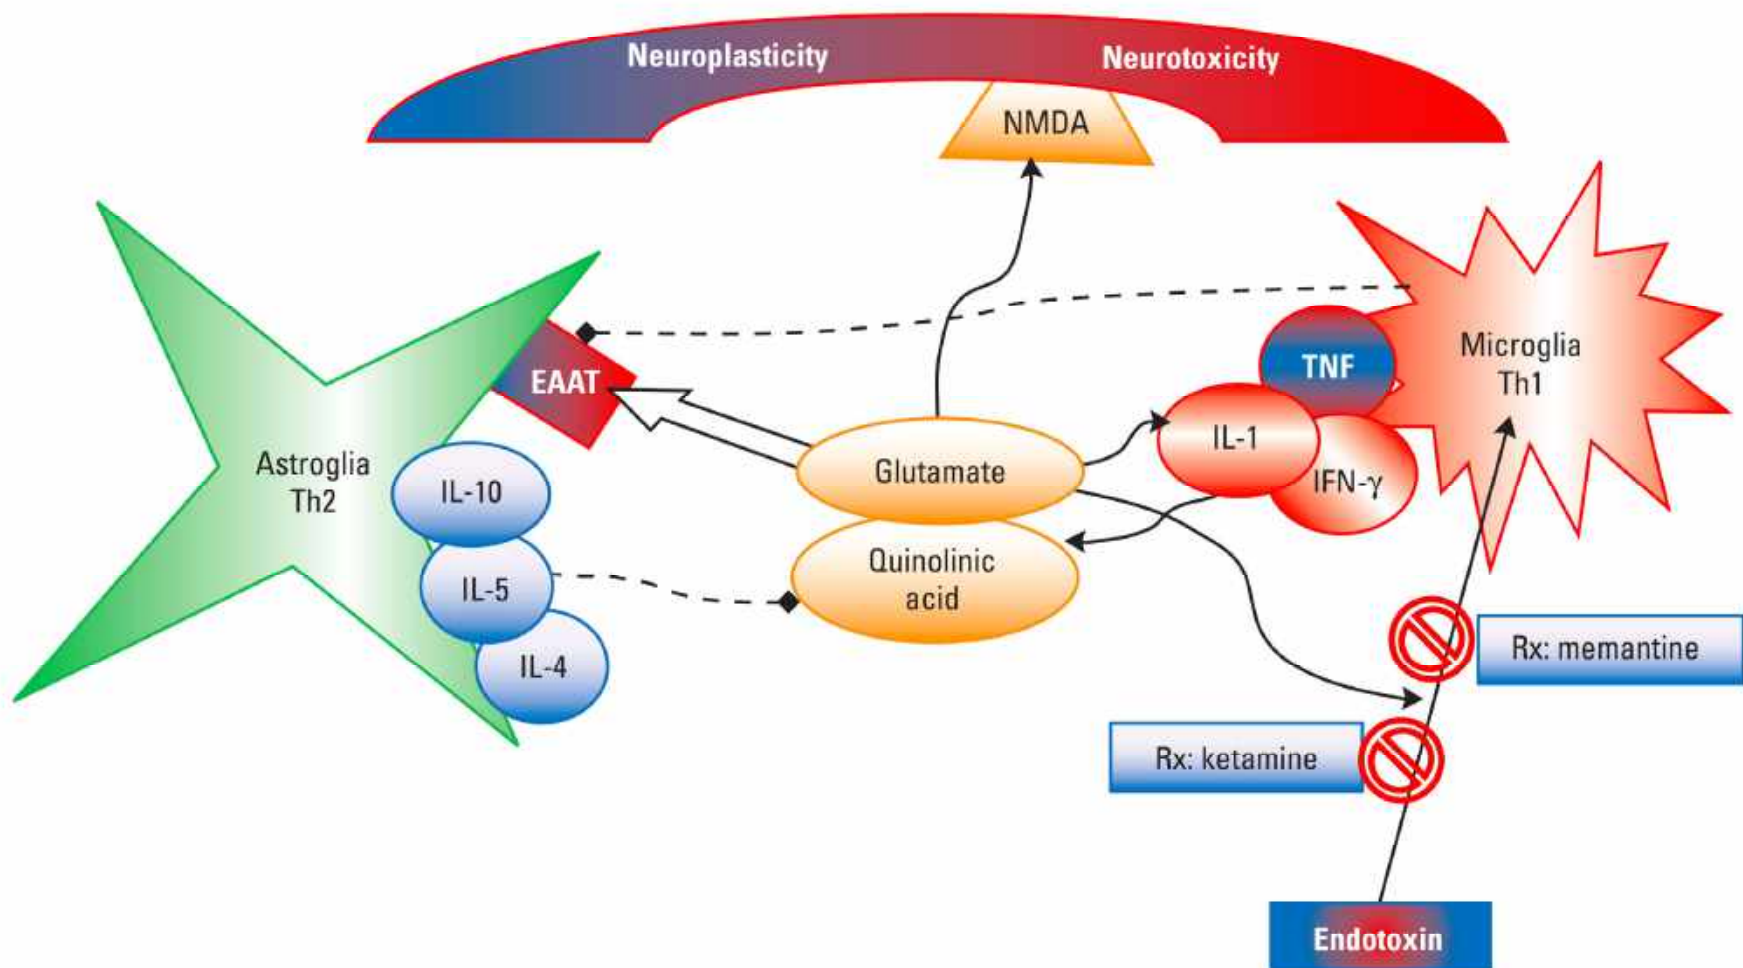 Neuroplasticity
Neurotoxicity
NMDA
EAAT
TNF
Microglia
Th1
IL-1
IFN-γ
Glutamate
Astroglia
Th2
IL-10
IL-5
IL-4
Quinolinic
acid
Rx: memantine
Rx: ketamine
Endotoxin